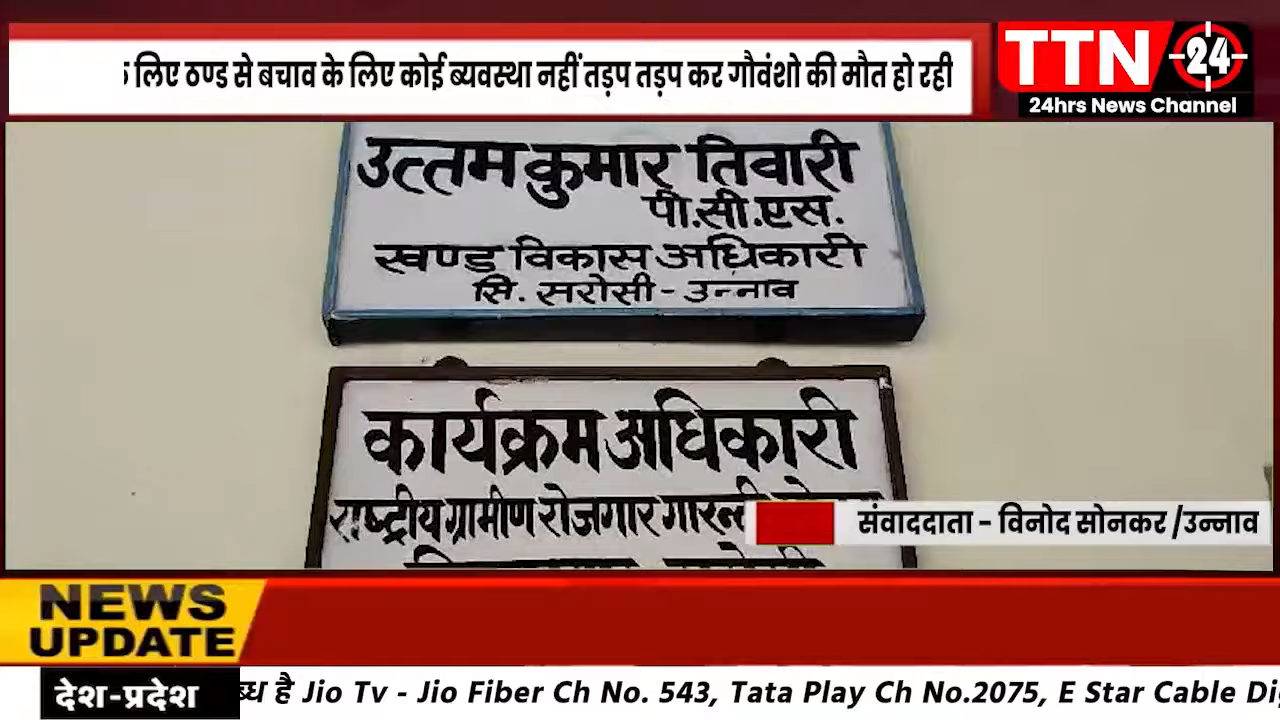 लिए ठण्ड से बचाव के लिए कोई ब्यवस्था नहीं तड़प तड़प कर गौवंशो की मौत हो रही
TTN 24
24hrs News Channel
उत्तम कुमार तिवारी
पी.सी.एस.
खण्ड विकास अधिकारी
सि. सरोसी - उन्नाव
कार्यक्रम अधिकारी
राष्ट्रीय ग्रामीण रोजगार
संवाददाता - विनोद सोनकर /उन्नाव
NEWS
UPDATE
देश-प्रदेश
है Jio Tv - Jio Fiber Ch No. 543, Tata Play Ch No.2075, E Star Cable